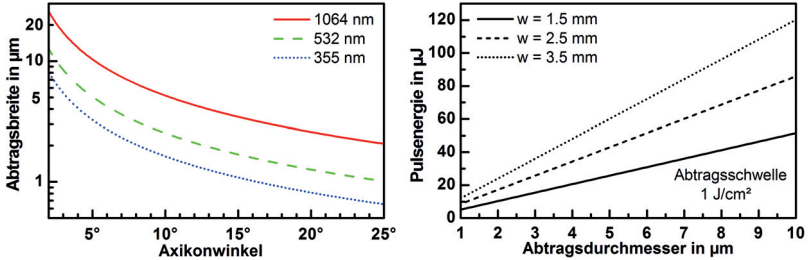 Abtragsbreite in µm
20
10
5
1
1064 nm
532 nm
355 nm
5°
10°
15°
20°
25°
Axikonwinkel
Pulsenergie in µJ
120
100
80
60
40
20
0
w = 1.5 mm
w = 2.5 mm
w = 3.5 mm
Abtragsschwelle
1 J/cm²
1
2
3
4
5
6
7
8
9
10
Abtragsdurchmesser in µm